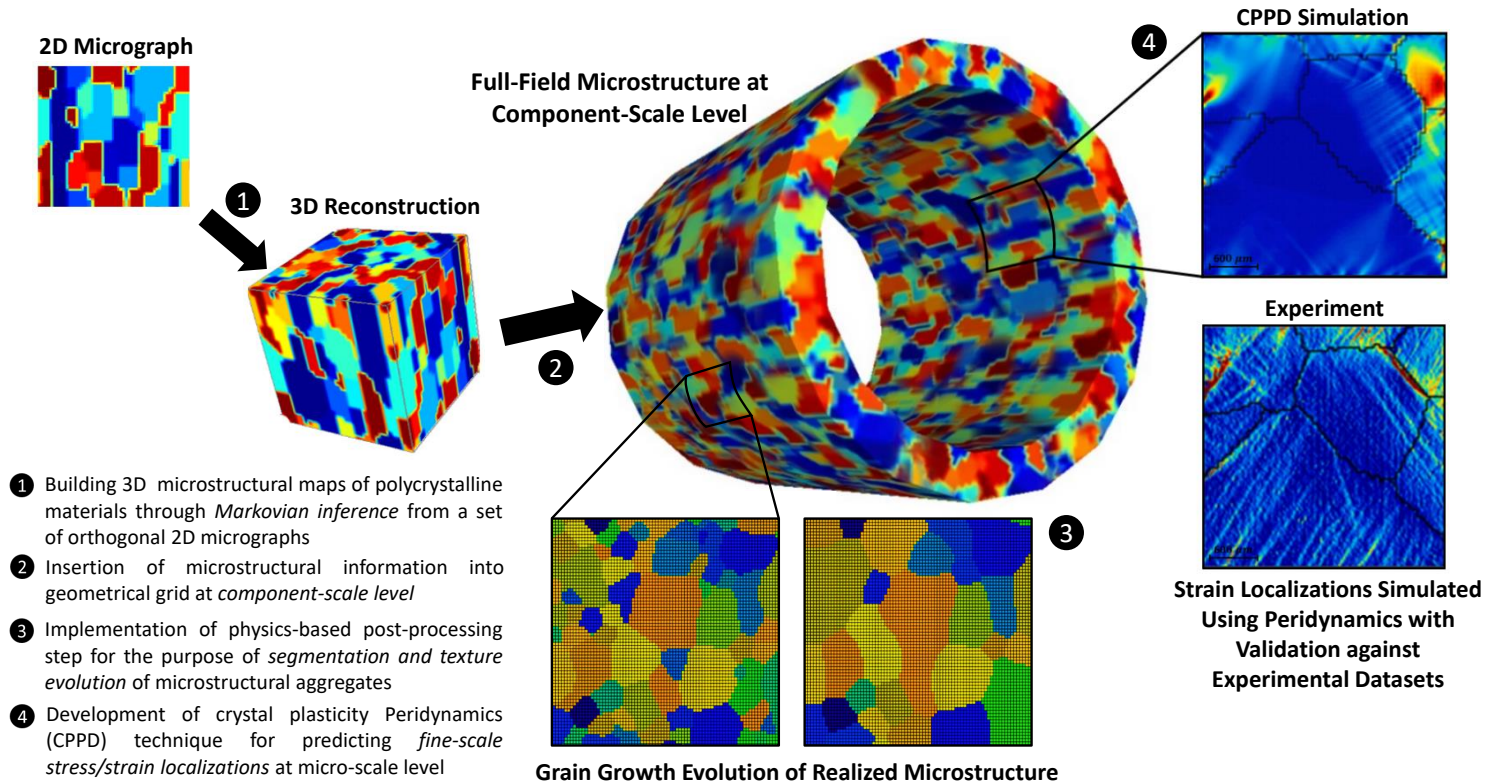 2D Micrograph
1
3D Reconstruction
2
Full-Field Microstructure at
Component-Scale Level
4
CPPD Simulation
600 μm
Experiment
600 μm
Strain Localizations Simulated
Using Peridynamics with
Validation against
Experimental Datasets
3
Grain Growth Evolution of Realized Microstructure
1 Building 3D microstructural maps of polycrystalline
materials through Markovian inference from a set
of orthogonal 2D micrographs
2 Insertion of microstructural information into
geometrical grid at component-scale level
3 Implementation of physics-based post-processing
step for the purpose of segmentation and texture
evolution of microstructural aggregates
4 Development of crystal plasticity Peridynamics
(CPPD) technique for predicting fine-scale
stress/strain localizations at micro-scale level